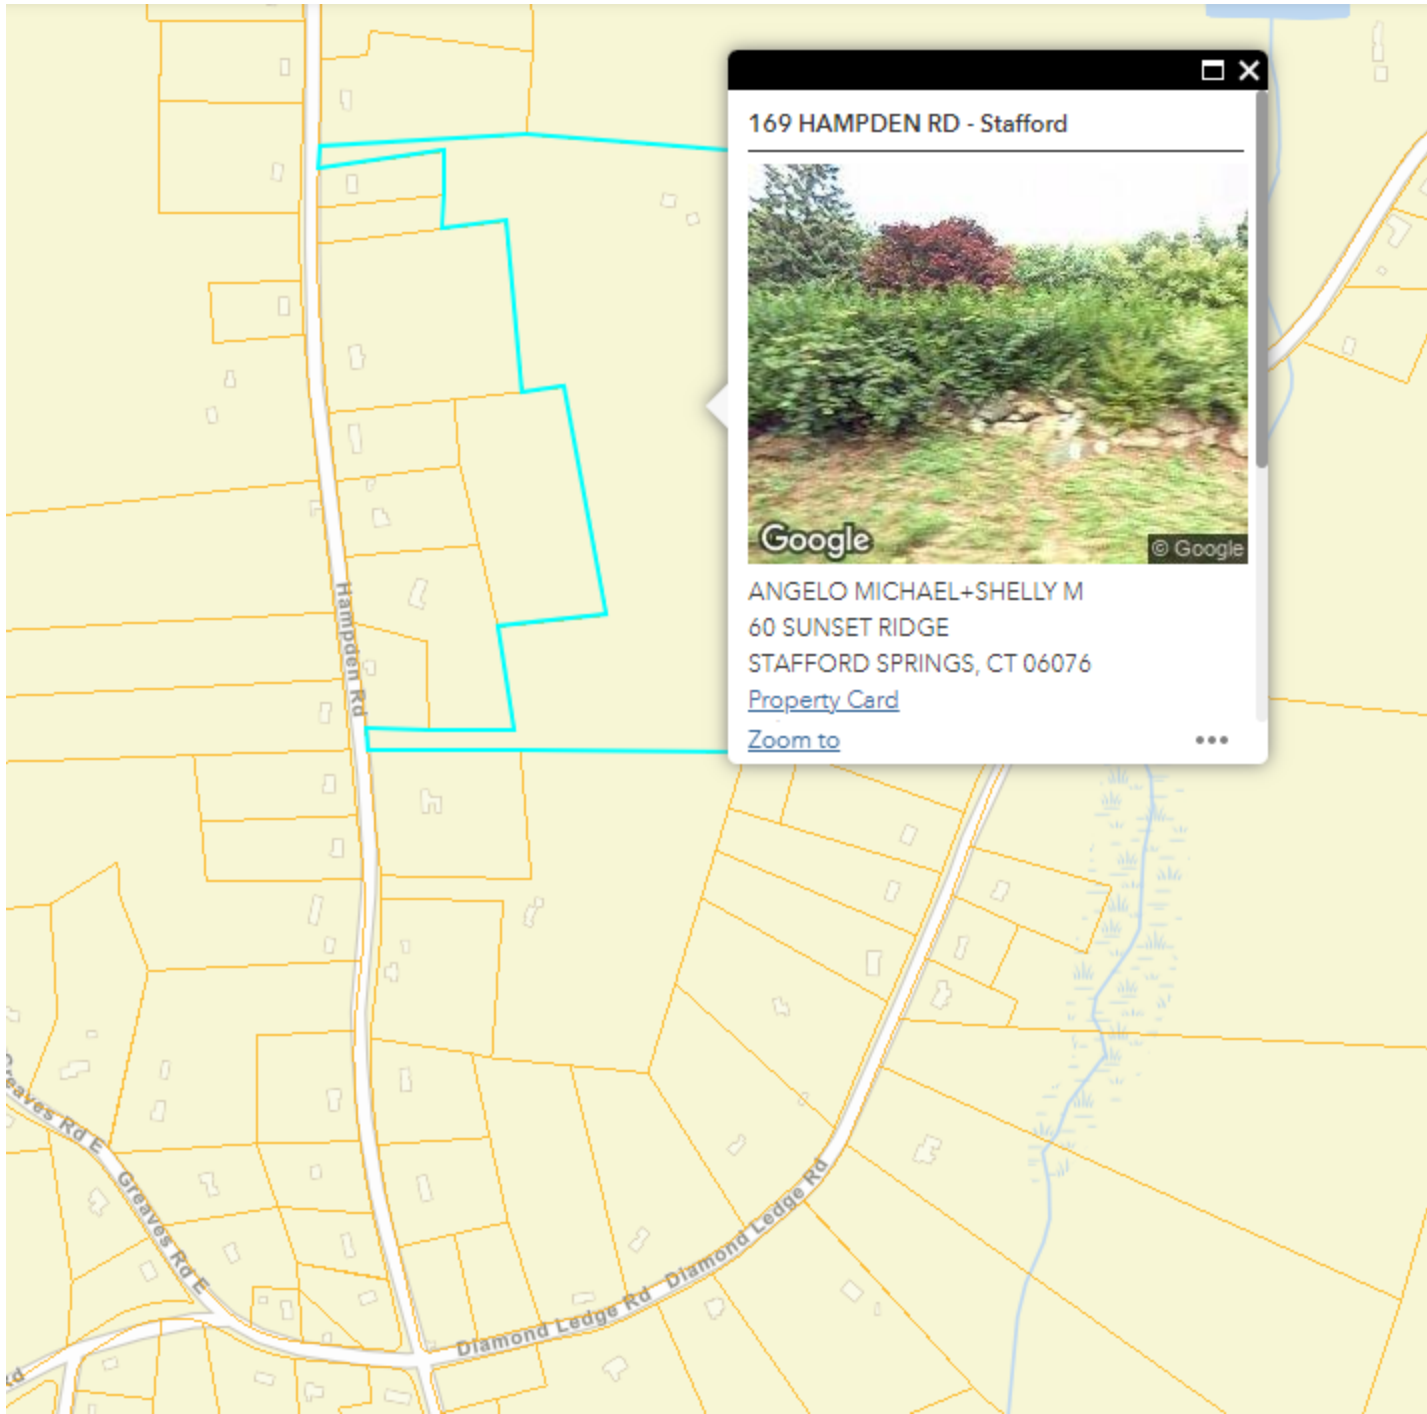 169 HAMPDEN RD - Stafford
Google
© Google
ANGELO MICHAEL+SHELLY M
60 SUNSET RIDGE
STAFFORD SPRINGS, CT 06076
Property Card
Zoom to
Hampden Rd
Greaves Rd E
Greaves Rd E
Diamond Ledge Rd
Diamond Ledge Rd